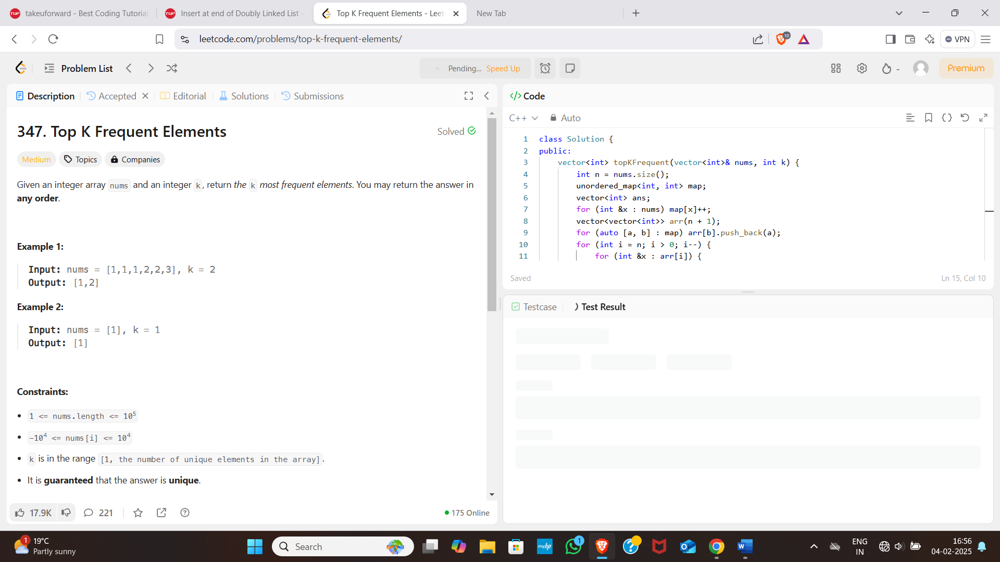 takeuforward - Best Coding Tutorial
Insert at end of Doubly Linked List -
Top K Frequent Elements - Leet
New Tab
leetcode.com/problems/top-k-frequent-elements/
10
VPN
Problem List
Pending... Speed Up
-
Premium
Description
Accepted
Editorial
Solutions
Submissions
347. Top K Frequent Elements
Solved
Medium
Topics
Companies
Given an integer array nums and an integer k, return the k most frequent elements. You may return the answer in
any order.
Example 1:
Input: nums = [1,1,1,2,2,3], k = 2
Output: [1,2]
Example 2:
Input: nums = [1], k = 1
Output: [1]
Constraints:
1 <= nums.length <= 10⁵
-10⁴ <= nums[i] <= 10⁴
k is in the range [1, the number of unique elements in the array].
It is guaranteed that the answer is unique.
17.9K
221
175 Online
</> Code
C++
Auto
1 class Solution {
2 public:
3 vector<int> topKFrequent(vector<int>& nums, int k) {
4 int n = nums.size();
5 unordered_map<int, int> map;
6 vector<int> ans;
7 for (int &x : nums) map[x]++;
8 vector<vector<int>> arr(n + 1);
9 for (auto [a, b] : map) arr[b].push_back(a);
10 for (int i = n; i > 0; i--) {
11 for (int &x : arr[i]) {
Saved
Ln 15, Col 10
Testcase
Test Result
1
19°C
Partly sunny
Search
myhp
1
ENG
IN
16:56
04-02-2025